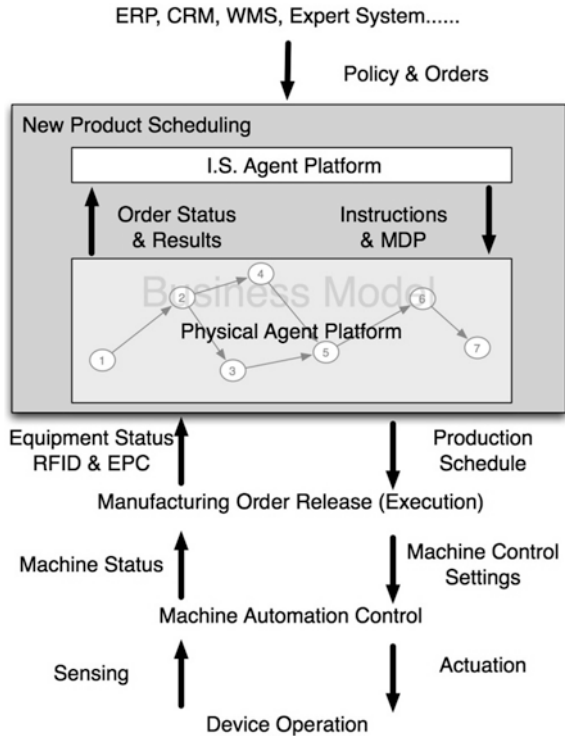 ERP, CRM, WMS, Expert System......
Policy & Orders
New Product Scheduling
I.S. Agent Platform
Order Status
& Results
Instructions
& MDP
Business Model
Physical Agent Platform
1
2
3
4
5
6
7
Equipment Status
RFID & EPC
Production
Schedule
Manufacturing Order Release (Execution)
Machine Status
Machine Control
Settings
Machine Automation Control
Sensing
Actuation
Device Operation